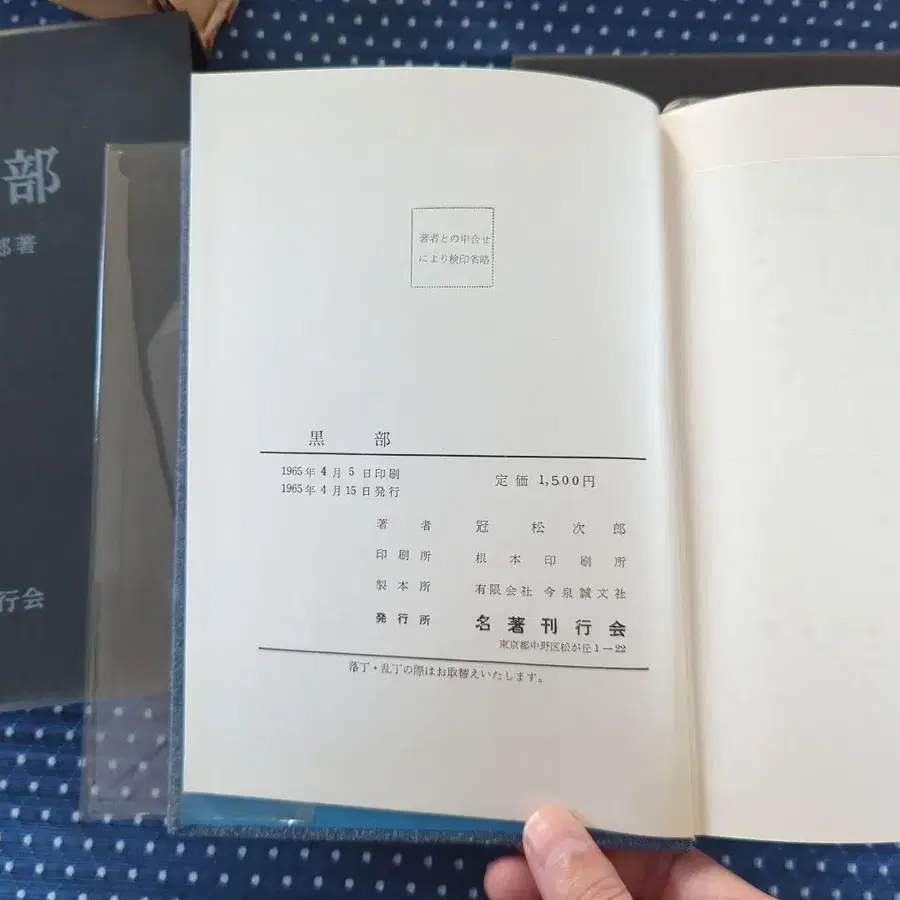 部
郎著
行会
著者との申合せ
により検印省略
黒 部
1965年 4 月 5 日印刷
1965年 4 月 15日発行
定価 1,500円
著 者 冠 松 次 郎
印刷所 根 本 印 刷 所
製本所 有限会社 今泉誠文社
発行所 名著刊行会
東京都中野区松が丘1―22
落丁・乱丁の際はお取替えいたします。